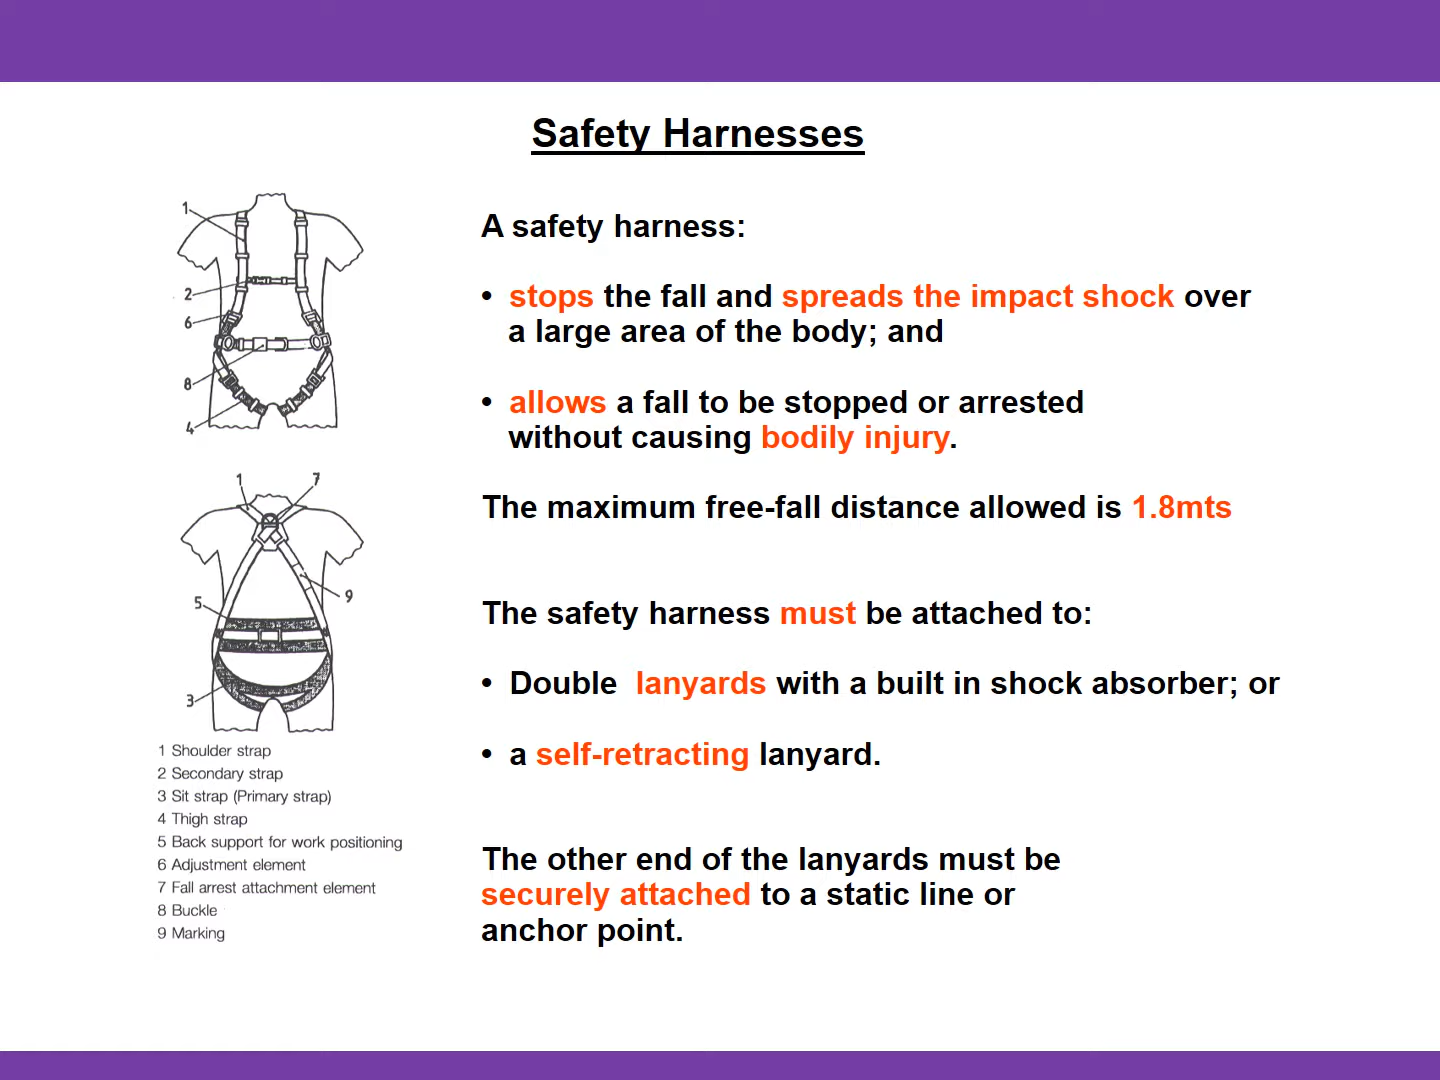 Safety Harnesses
1
2
6
8
4
1
7
5
9
3
1 Shoulder strap
2 Secondary strap
3 Sit strap (Primary strap)
4 Thigh strap
5 Back support for work positioning
6 Adjustment element
7 Fall arrest attachment element
8 Buckle
9 Marking
A safety harness:
• stops the fall and spreads the impact shock over
a large area of the body; and
• allows a fall to be stopped or arrested
without causing bodily injury.
The maximum free-fall distance allowed is 1.8mts
The safety harness must be attached to:
• Double lanyards with a built in shock absorber; or
• a self-retracting lanyard.
The other end of the lanyards must be
securely attached to a static line or
anchor point.